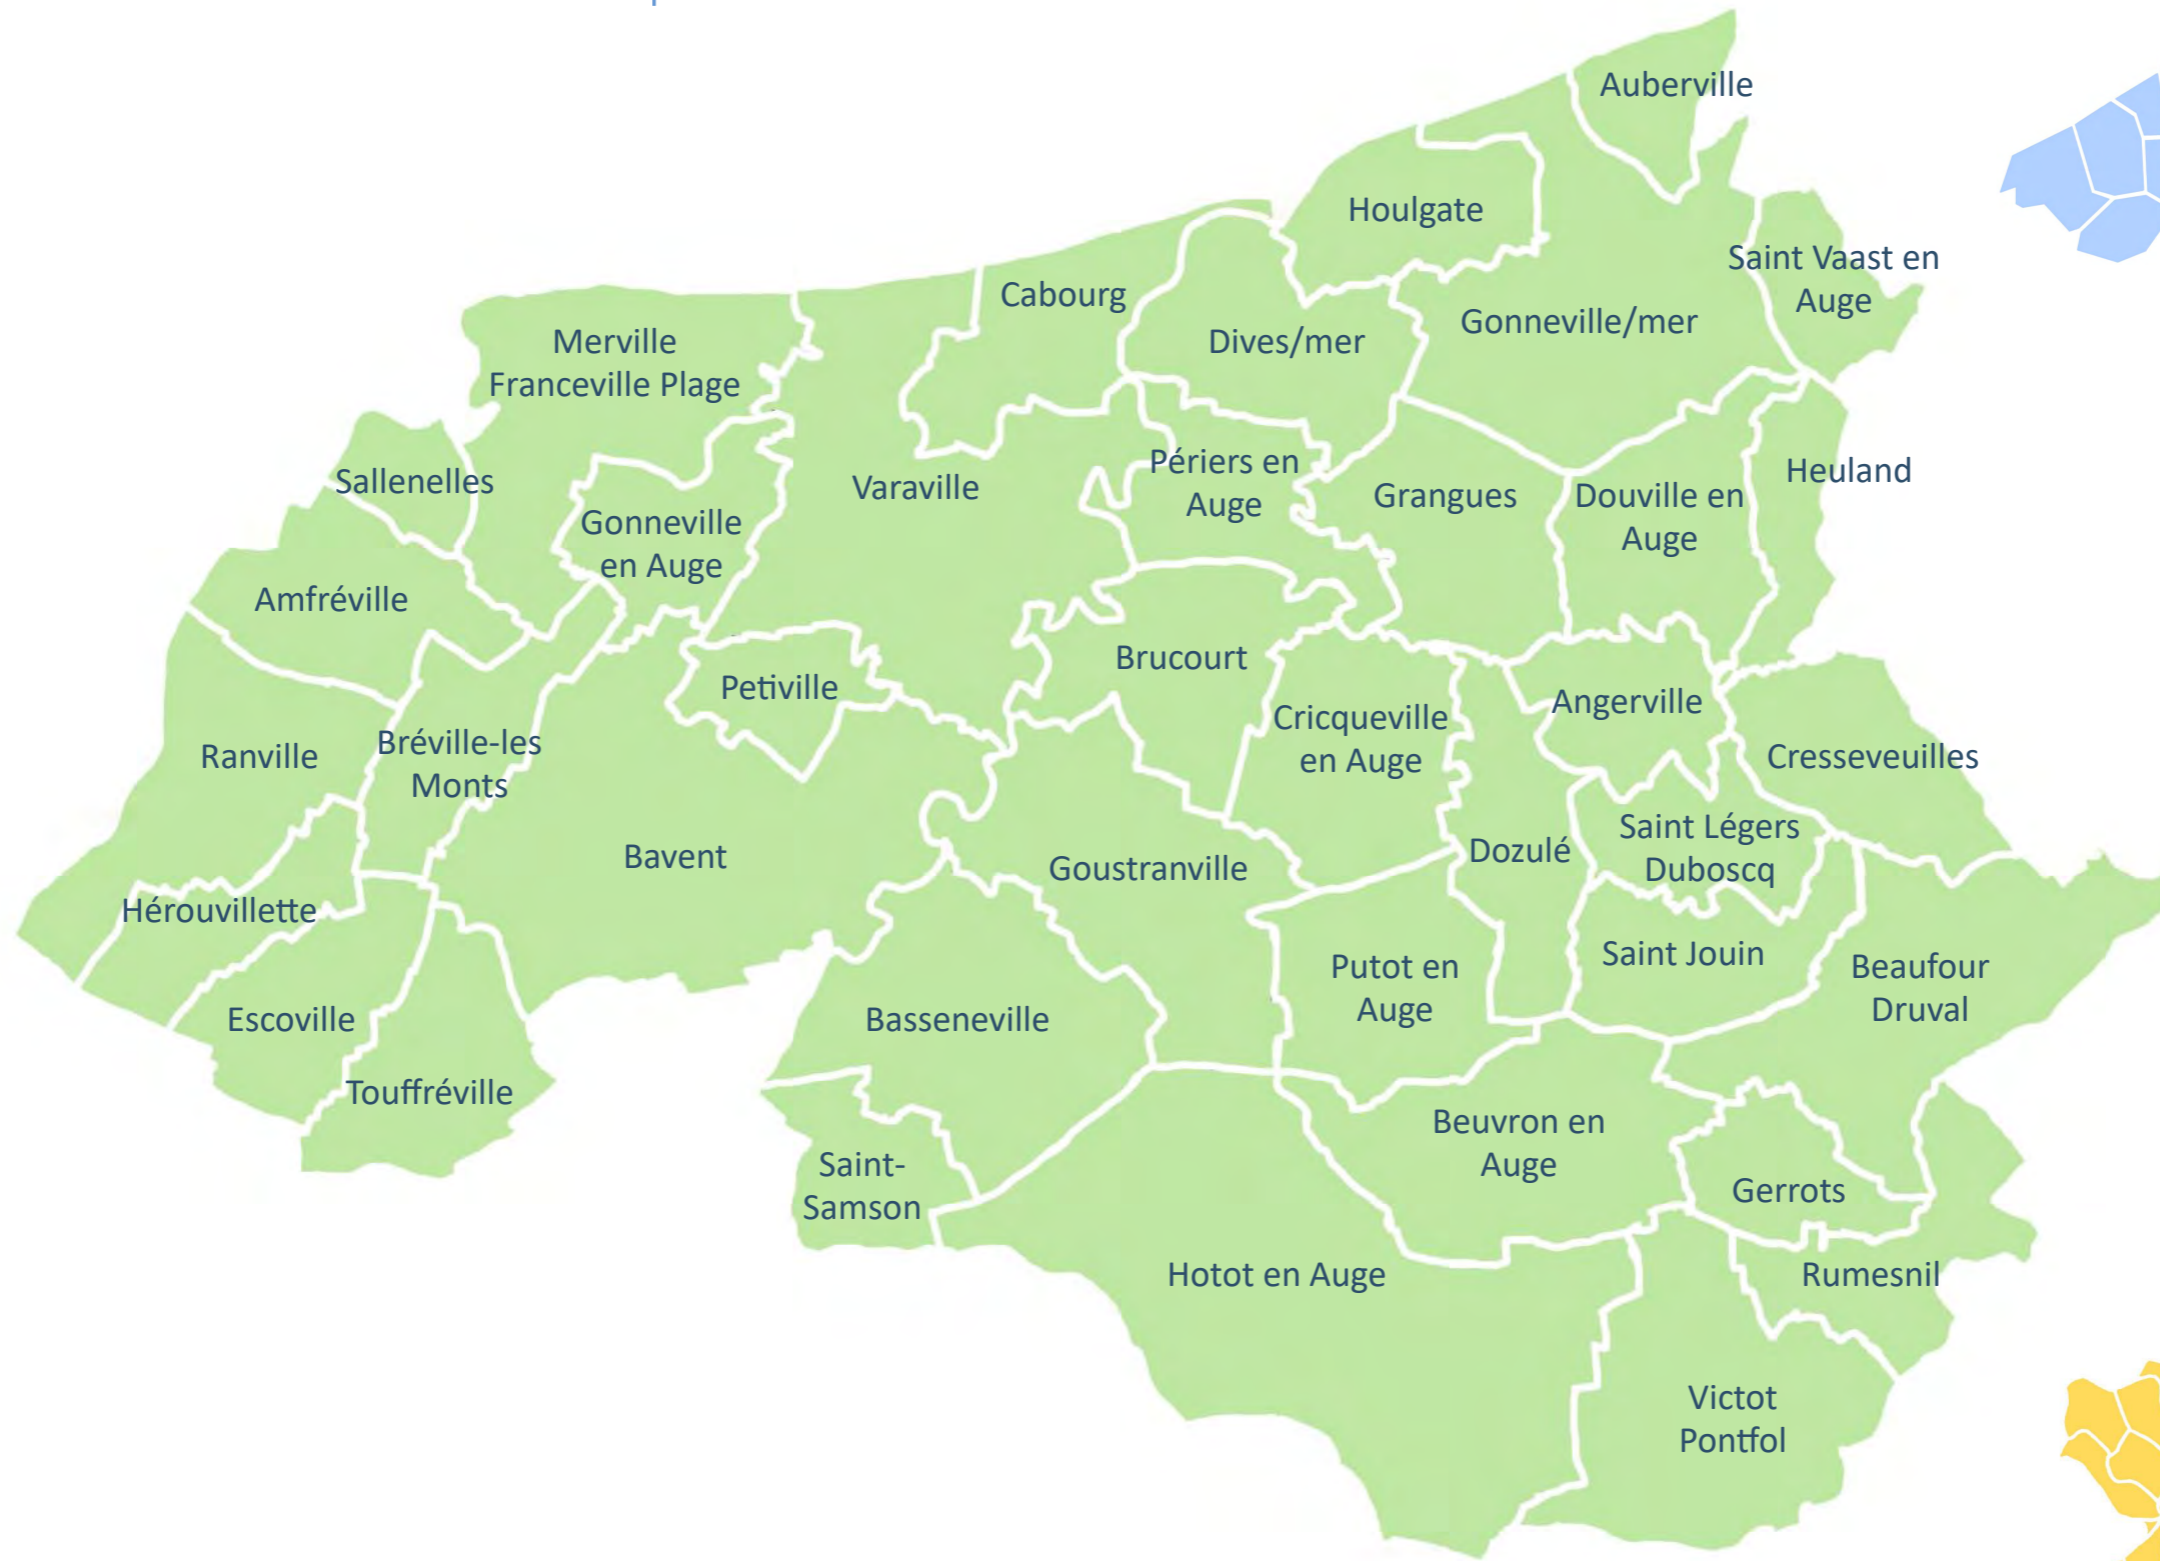 Auberville
Houlgate
Saint Vaast en
Auge
Cabourg
Gonneville/mer
Merville
Franceville Plage
Dives/mer
Sallenelles
Varaville
Périers en
Auge
Grangues
Douville en
Auge
Heuland
Gonneville
en Auge
Amfréville
Brucourt
Petiville
Angerville
Cricqueville
en Auge
Ranville
Bréville-les
Monts
Cresseveuilles
Bavent
Goustranville
Dozulé
Saint Légers
Duboscq
Hérouvillette
Saint Jouin
Putot en
Auge
Beaufour
Druval
Escoville
Basseneville
Touffréville
Beuvron en
Auge
Saint-
Samson
Gerrots
Hotot en Auge
Rumesnil
Victot
Pontfol